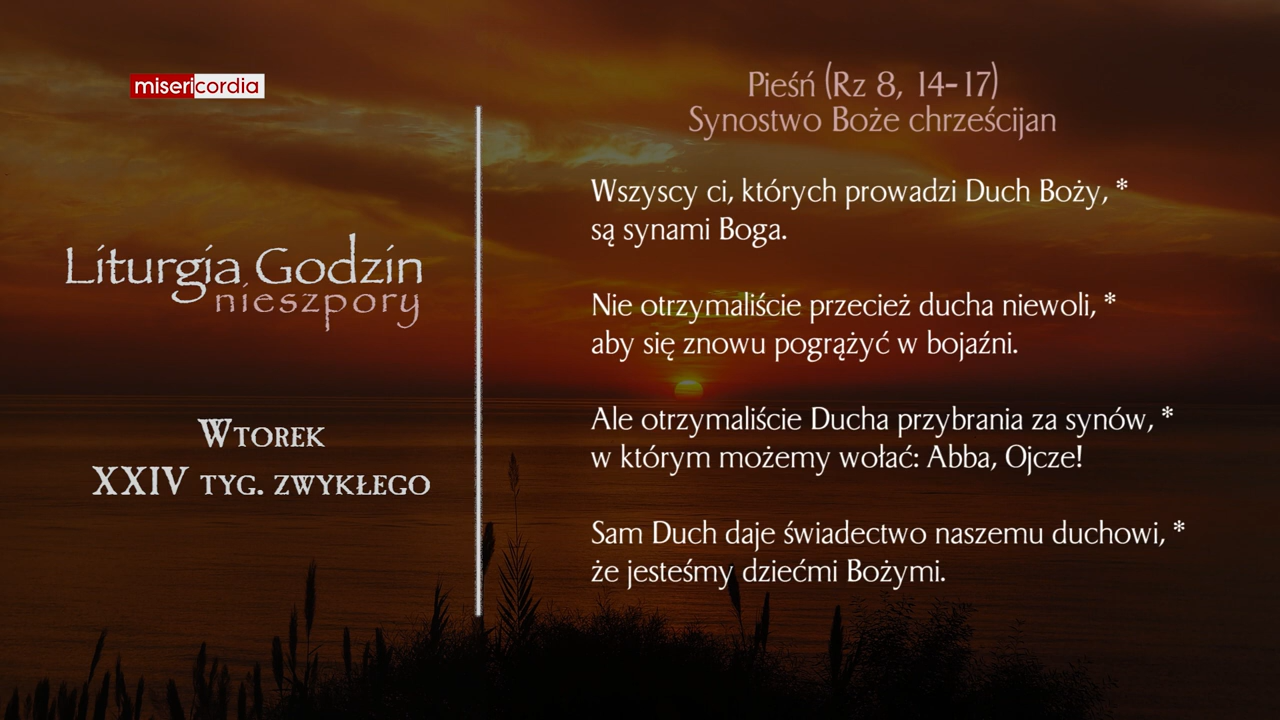 misericordia
Liturgia Godzin
nieszpory
Wtorek
XXIV tyg. zwykłego
Pieśń (Rz 8, 14-17)
Synostwo Boże chrześcijan
Wszyscy ci, których prowadzi Duch Boży, *
są synami Boga.
Nie otrzymaliście przecież ducha niewoli, *
aby się znowu pogrążyć w bojaźni.
Ale otrzymaliście Ducha przybrania za synów, *
w którym możemy wołać: Abba, Ojcze!
Sam Duch daje świadectwo naszemu duchowi, *
że jesteśmy dziećmi Bożymi.